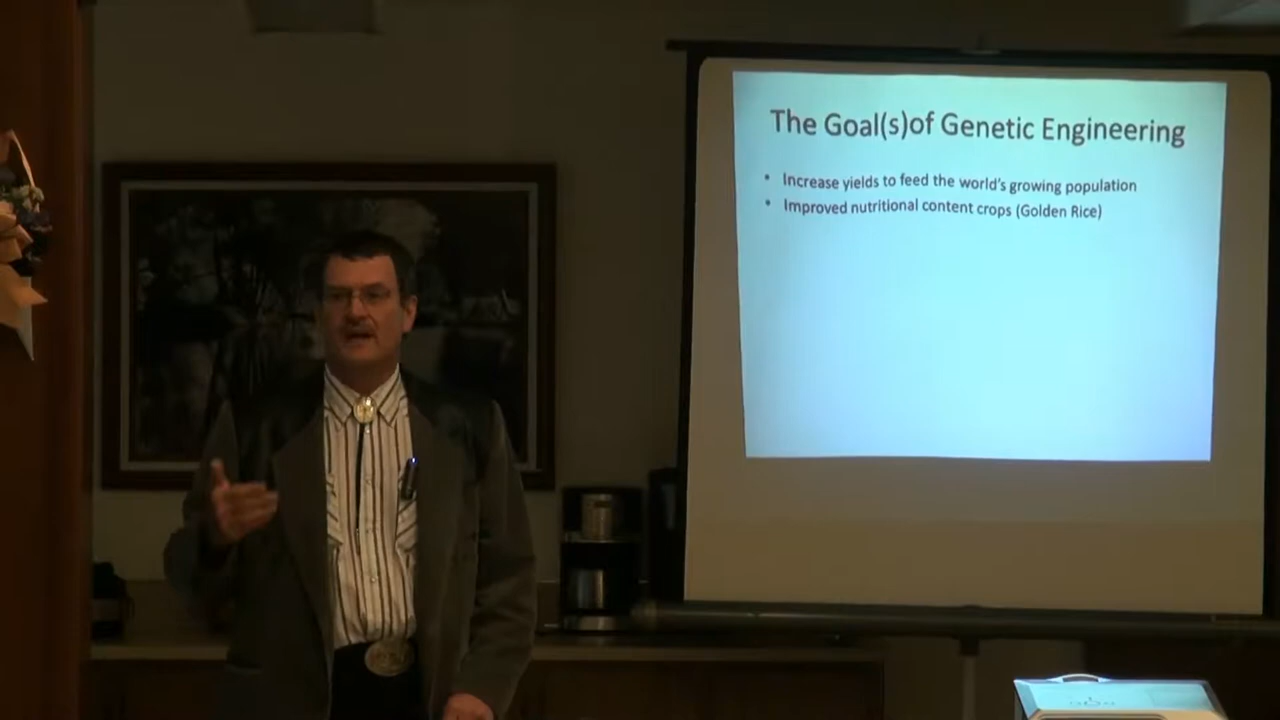 The Goal(s)of Genetic Engineering
• Increase yields to feed the world's growing population
• Improved nutritional content crops (Golden Rice)